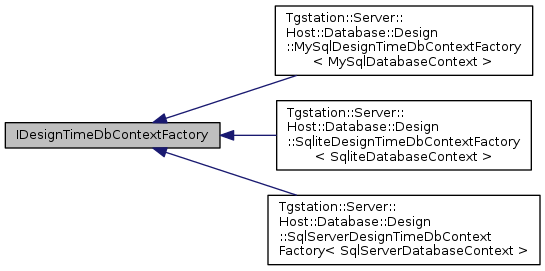 Tgstation::Server::
Host::Database::Design
::MySqlDesignTimeDbContextFactory
< MySqlDatabaseContext >
IDesignTimeDbContextFactory
Tgstation::Server::
Host::Database::Design
::SqliteDesignTimeDbContextFactory
< SqliteDatabaseContext >
Tgstation::Server::
Host::Database::Design
::SqlServerDesignTimeDbContext
Factory< SqlServerDatabaseContext >